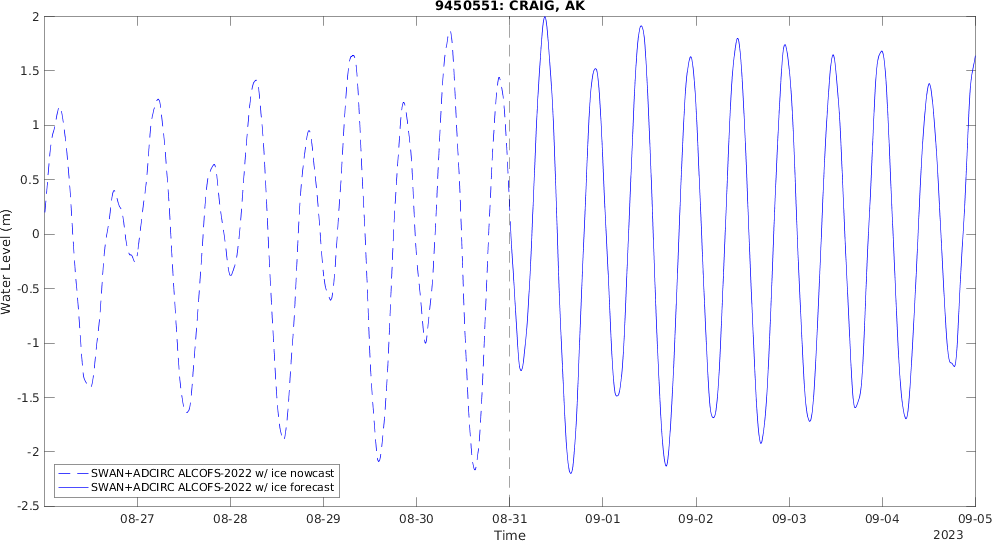 9450551: CRAIG, AK
2
1.5
1
0.5
0
-0.5
-1
-1.5
-2
-2.5
Water Level (m)
SWAN+ADCIRC ALCOFS-2022 w/ ice nowcast
SWAN+ADCIRC ALCOFS-2022 w/ ice forecast
08-27 08-28 08-29 08-30 08-31 09-01 09-02 09-03 09-04 09-05
Time
2023